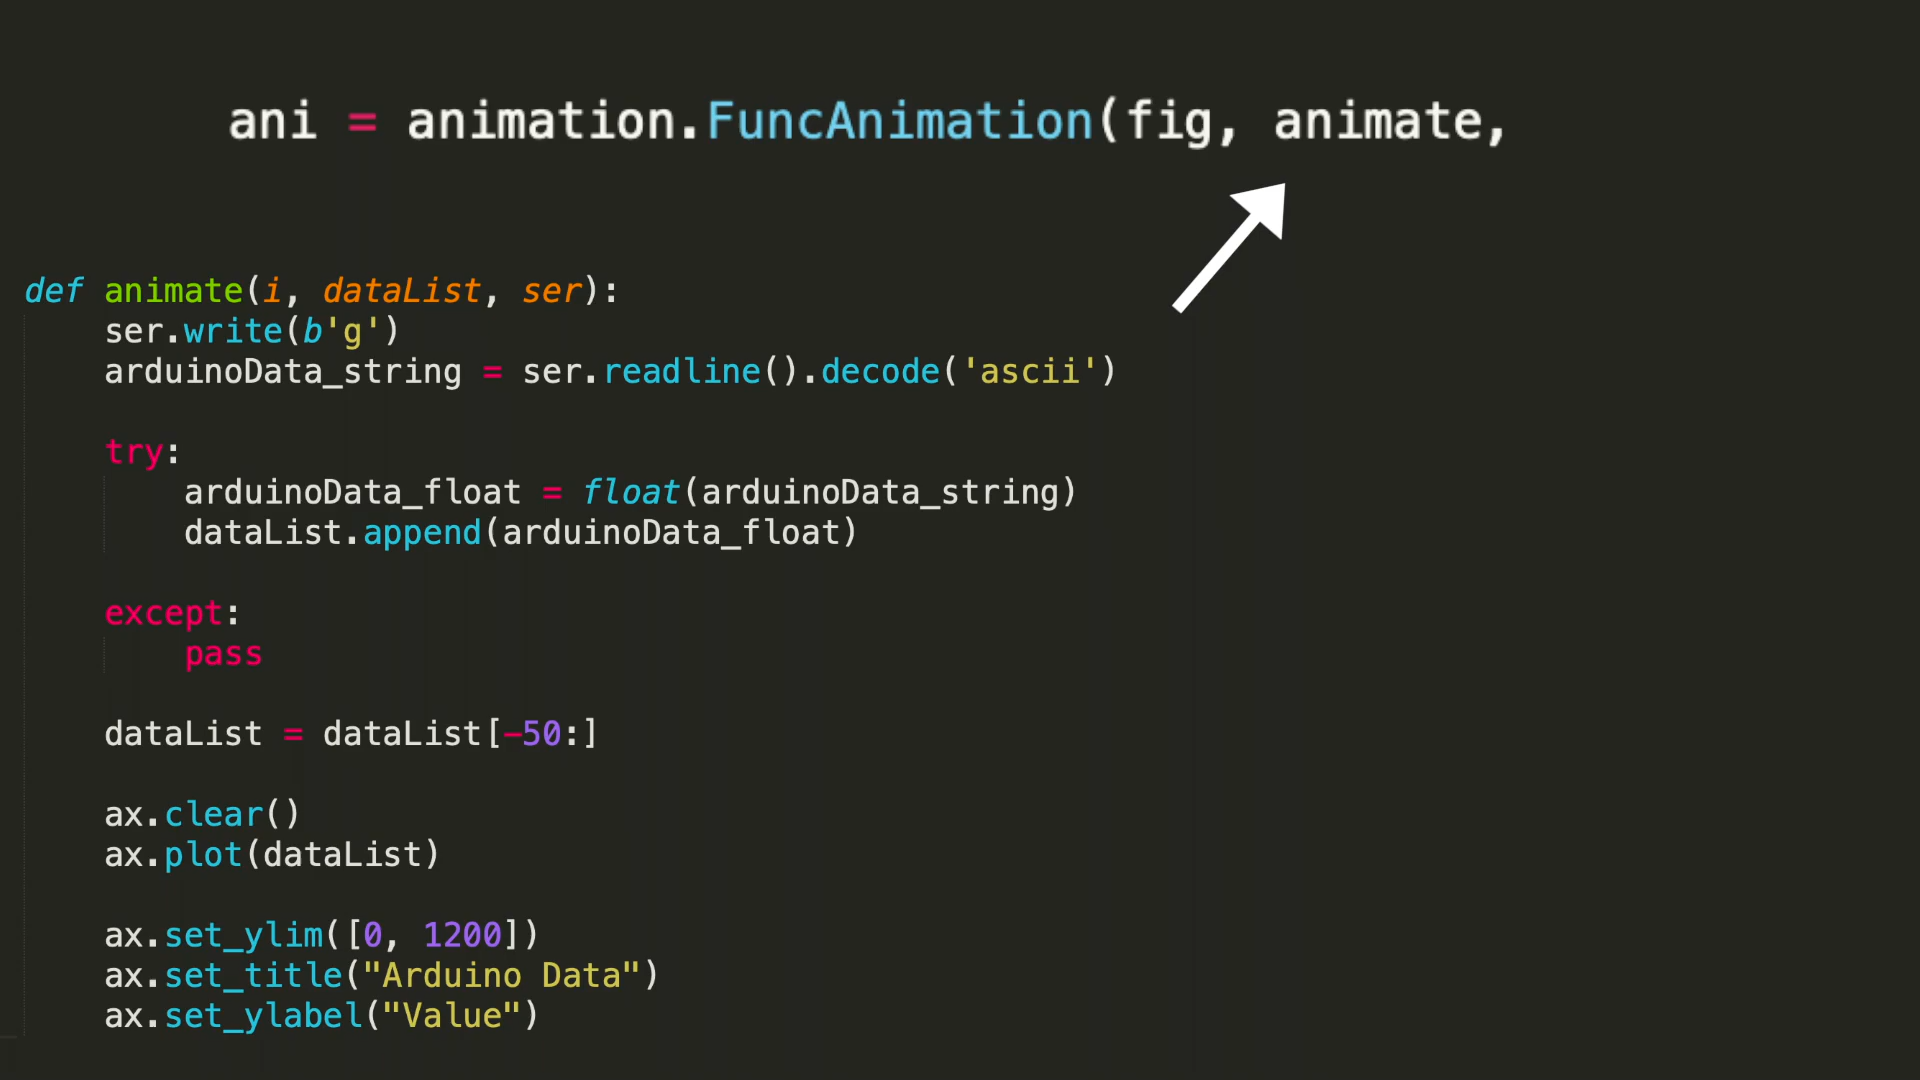 ani = animation.FuncAnimation(fig, animate,
def animate(i, dataList, ser):
    ser.write(b'g')
    arduinoData_string = ser.readline().decode('ascii')
    try:
        arduinoData_float = float(arduinoData_string)
        dataList.append(arduinoData_float)
    except:
        pass
    dataList = dataList[-50:]
    ax.clear()
    ax.plot(dataList)
    ax.set_ylim([0, 1200])
    ax.set_title("Arduino Data")
    ax.set_ylabel("Value")